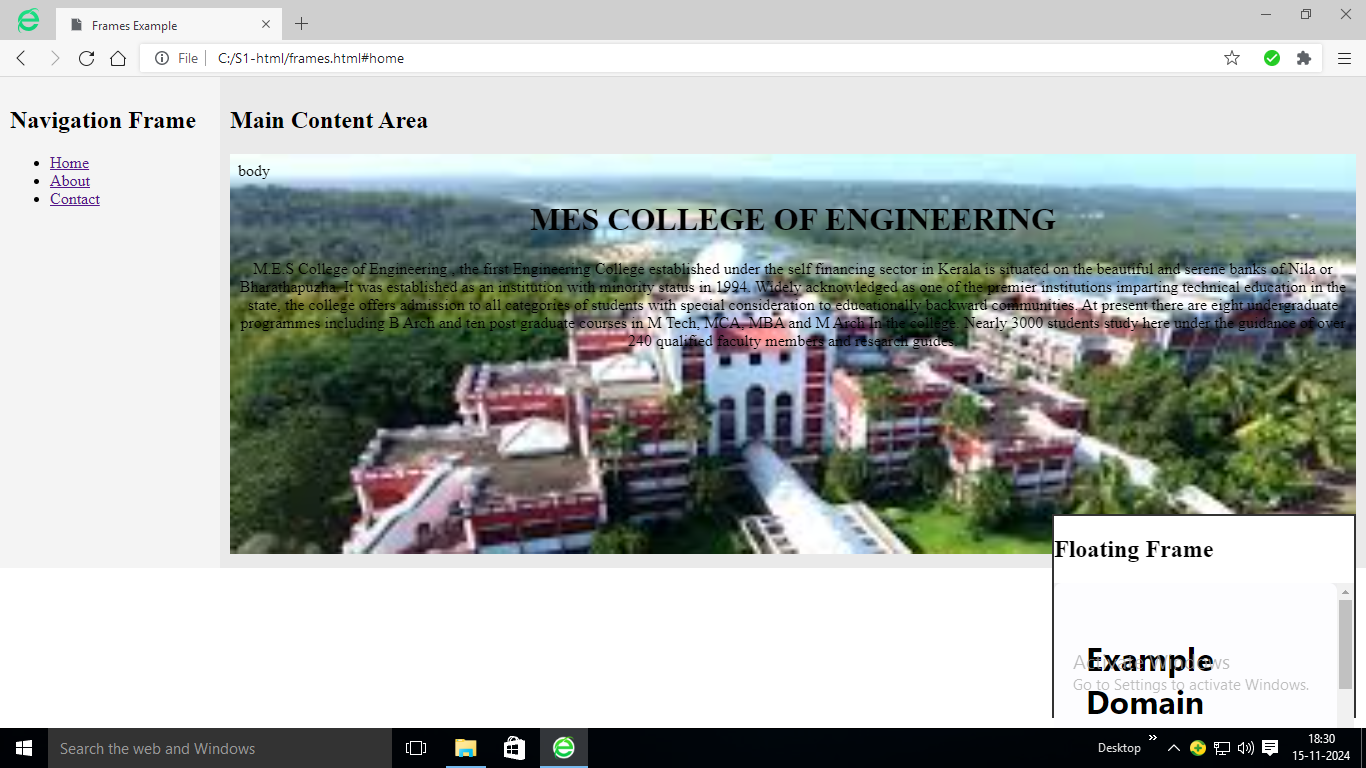 Frames Example
File
C:/S1-html/frames.html#home
Navigation Frame
Home
About
Contact
Main Content Area
body
MES COLLEGE OF ENGINEERING
M.E.S College of Engineering , the first Engineering College established under the self financing sector in Kerala is situated on the beautiful and serene banks of Nila or
Bharathapuzha. It was established as an institution with minority status in 1994. Widely acknowledged as one of the premier institutions imparting technical education in the
state, the college offers admission to all categories of students with special consideration to educationally backward communities. At present there are eight undergraduate
programmes including B Arch and ten post graduate courses in M Tech, MCA, MBA and M Arch In the college. Nearly 3000 students study here under the guidance of over
240 qualified faculty members and research guides.
Floating Frame
Example
Domain
Activate Windows
Go to Settings to activate Windows.
Search the web and Windows
Desktop
18:30
15-11-2024